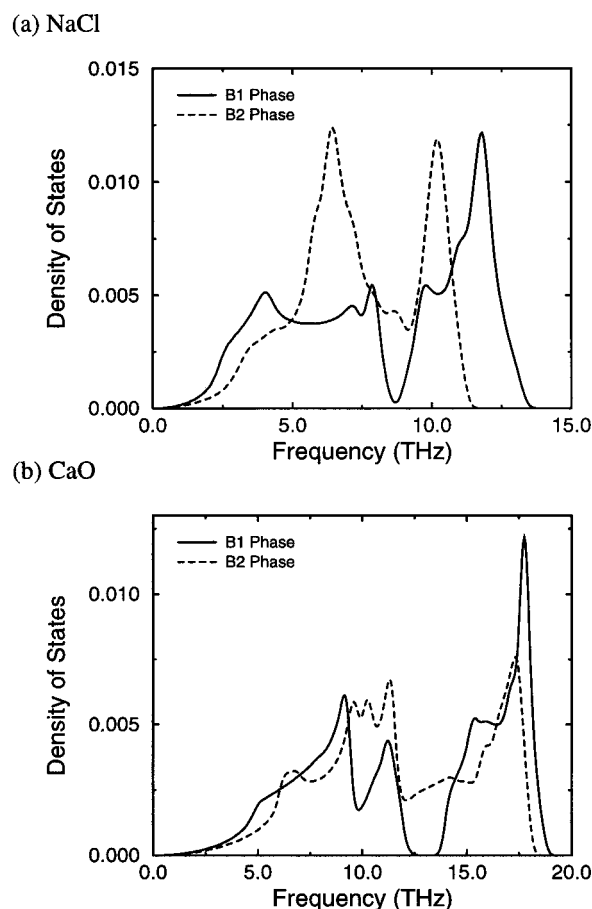 (a) NaCl
0.015
B1 Phase
B2 Phase
0.010
0.005
0.000
Density of States
0.0 5.0 10.0 15.0
Frequency (THz)
(b) CaO
B1 Phase
B2 Phase
0.010
0.005
0.000
Density of States
0.0 5.0 10.0 15.0 20.0
Frequency (THz)